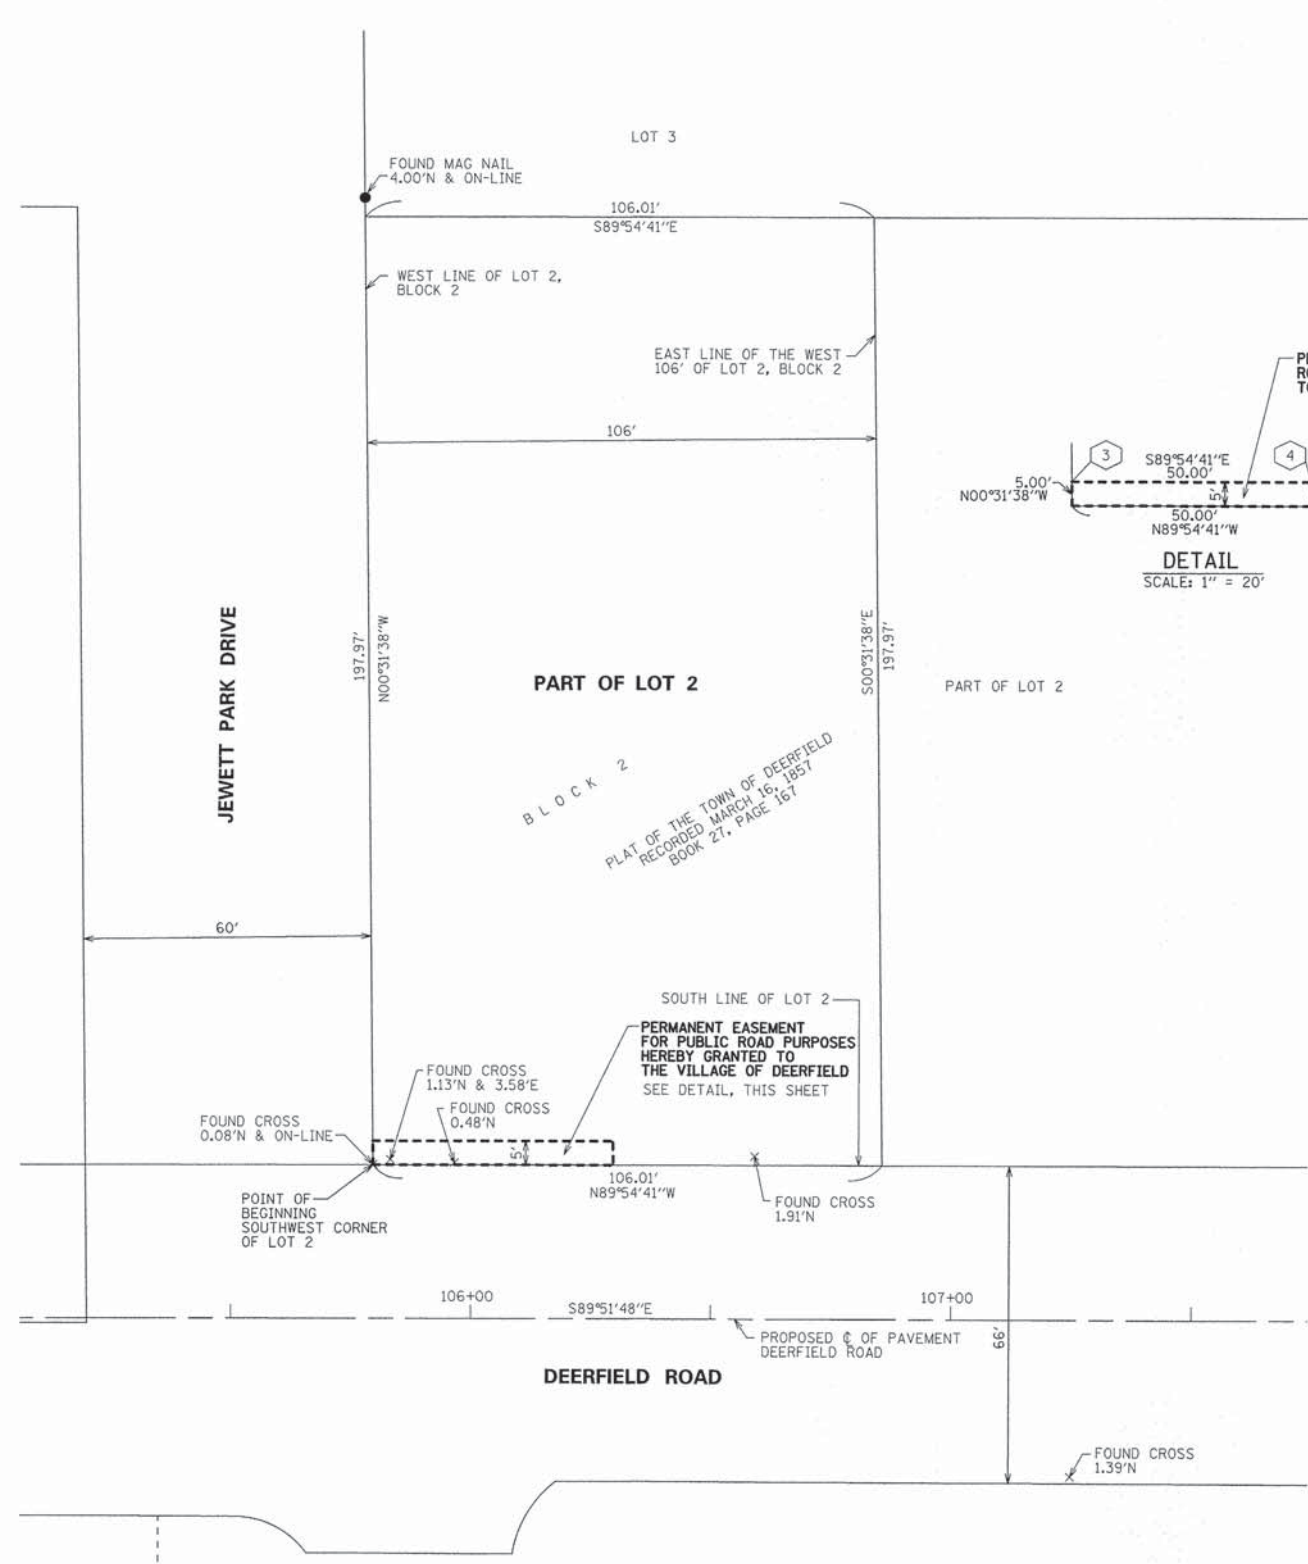 LOT 3
FOUND MAG NAIL
4.00'N & ON-LINE
106.01'
S89°54'41"E
WEST LINE OF LOT 2,
BLOCK 2
EAST LINE OF THE WEST
106' OF LOT 2, BLOCK 2
106'
3
S89°54'41"E
50.00'
4
5.00'
N00°31'38"W
5'
50.00'
N89°54'41"W
DETAIL
SCALE: 1" = 20'
JEWETT PARK DRIVE
197.97'
N00°31'38"W
PART OF LOT 2
S00°31'38"E
197.97'
PART OF LOT 2
BLOCK 2
PLAT OF THE TOWN OF DEERFIELD
RECORDED MARCH 16, 1857
BOOK 27, PAGE 167
60'
SOUTH LINE OF LOT 2
PERMANENT EASEMENT
FOR PUBLIC ROAD PURPOSES
HEREBY GRANTED TO
THE VILLAGE OF DEERFIELD
SEE DETAIL, THIS SHEET
FOUND CROSS
1.13'N & 3.58'E
FOUND CROSS
0.48'N
FOUND CROSS
0.08'N & ON-LINE
5'
106.01'
N89°54'41"W
POINT OF
BEGINNING
SOUTHWEST CORNER
OF LOT 2
FOUND CROSS
1.91'N
106+00
S89°51'48"E
107+00
PROPOSED ℄ OF PAVEMENT
DEERFIELD ROAD
66'
DEERFIELD ROAD
FOUND CROSS
1.39'N